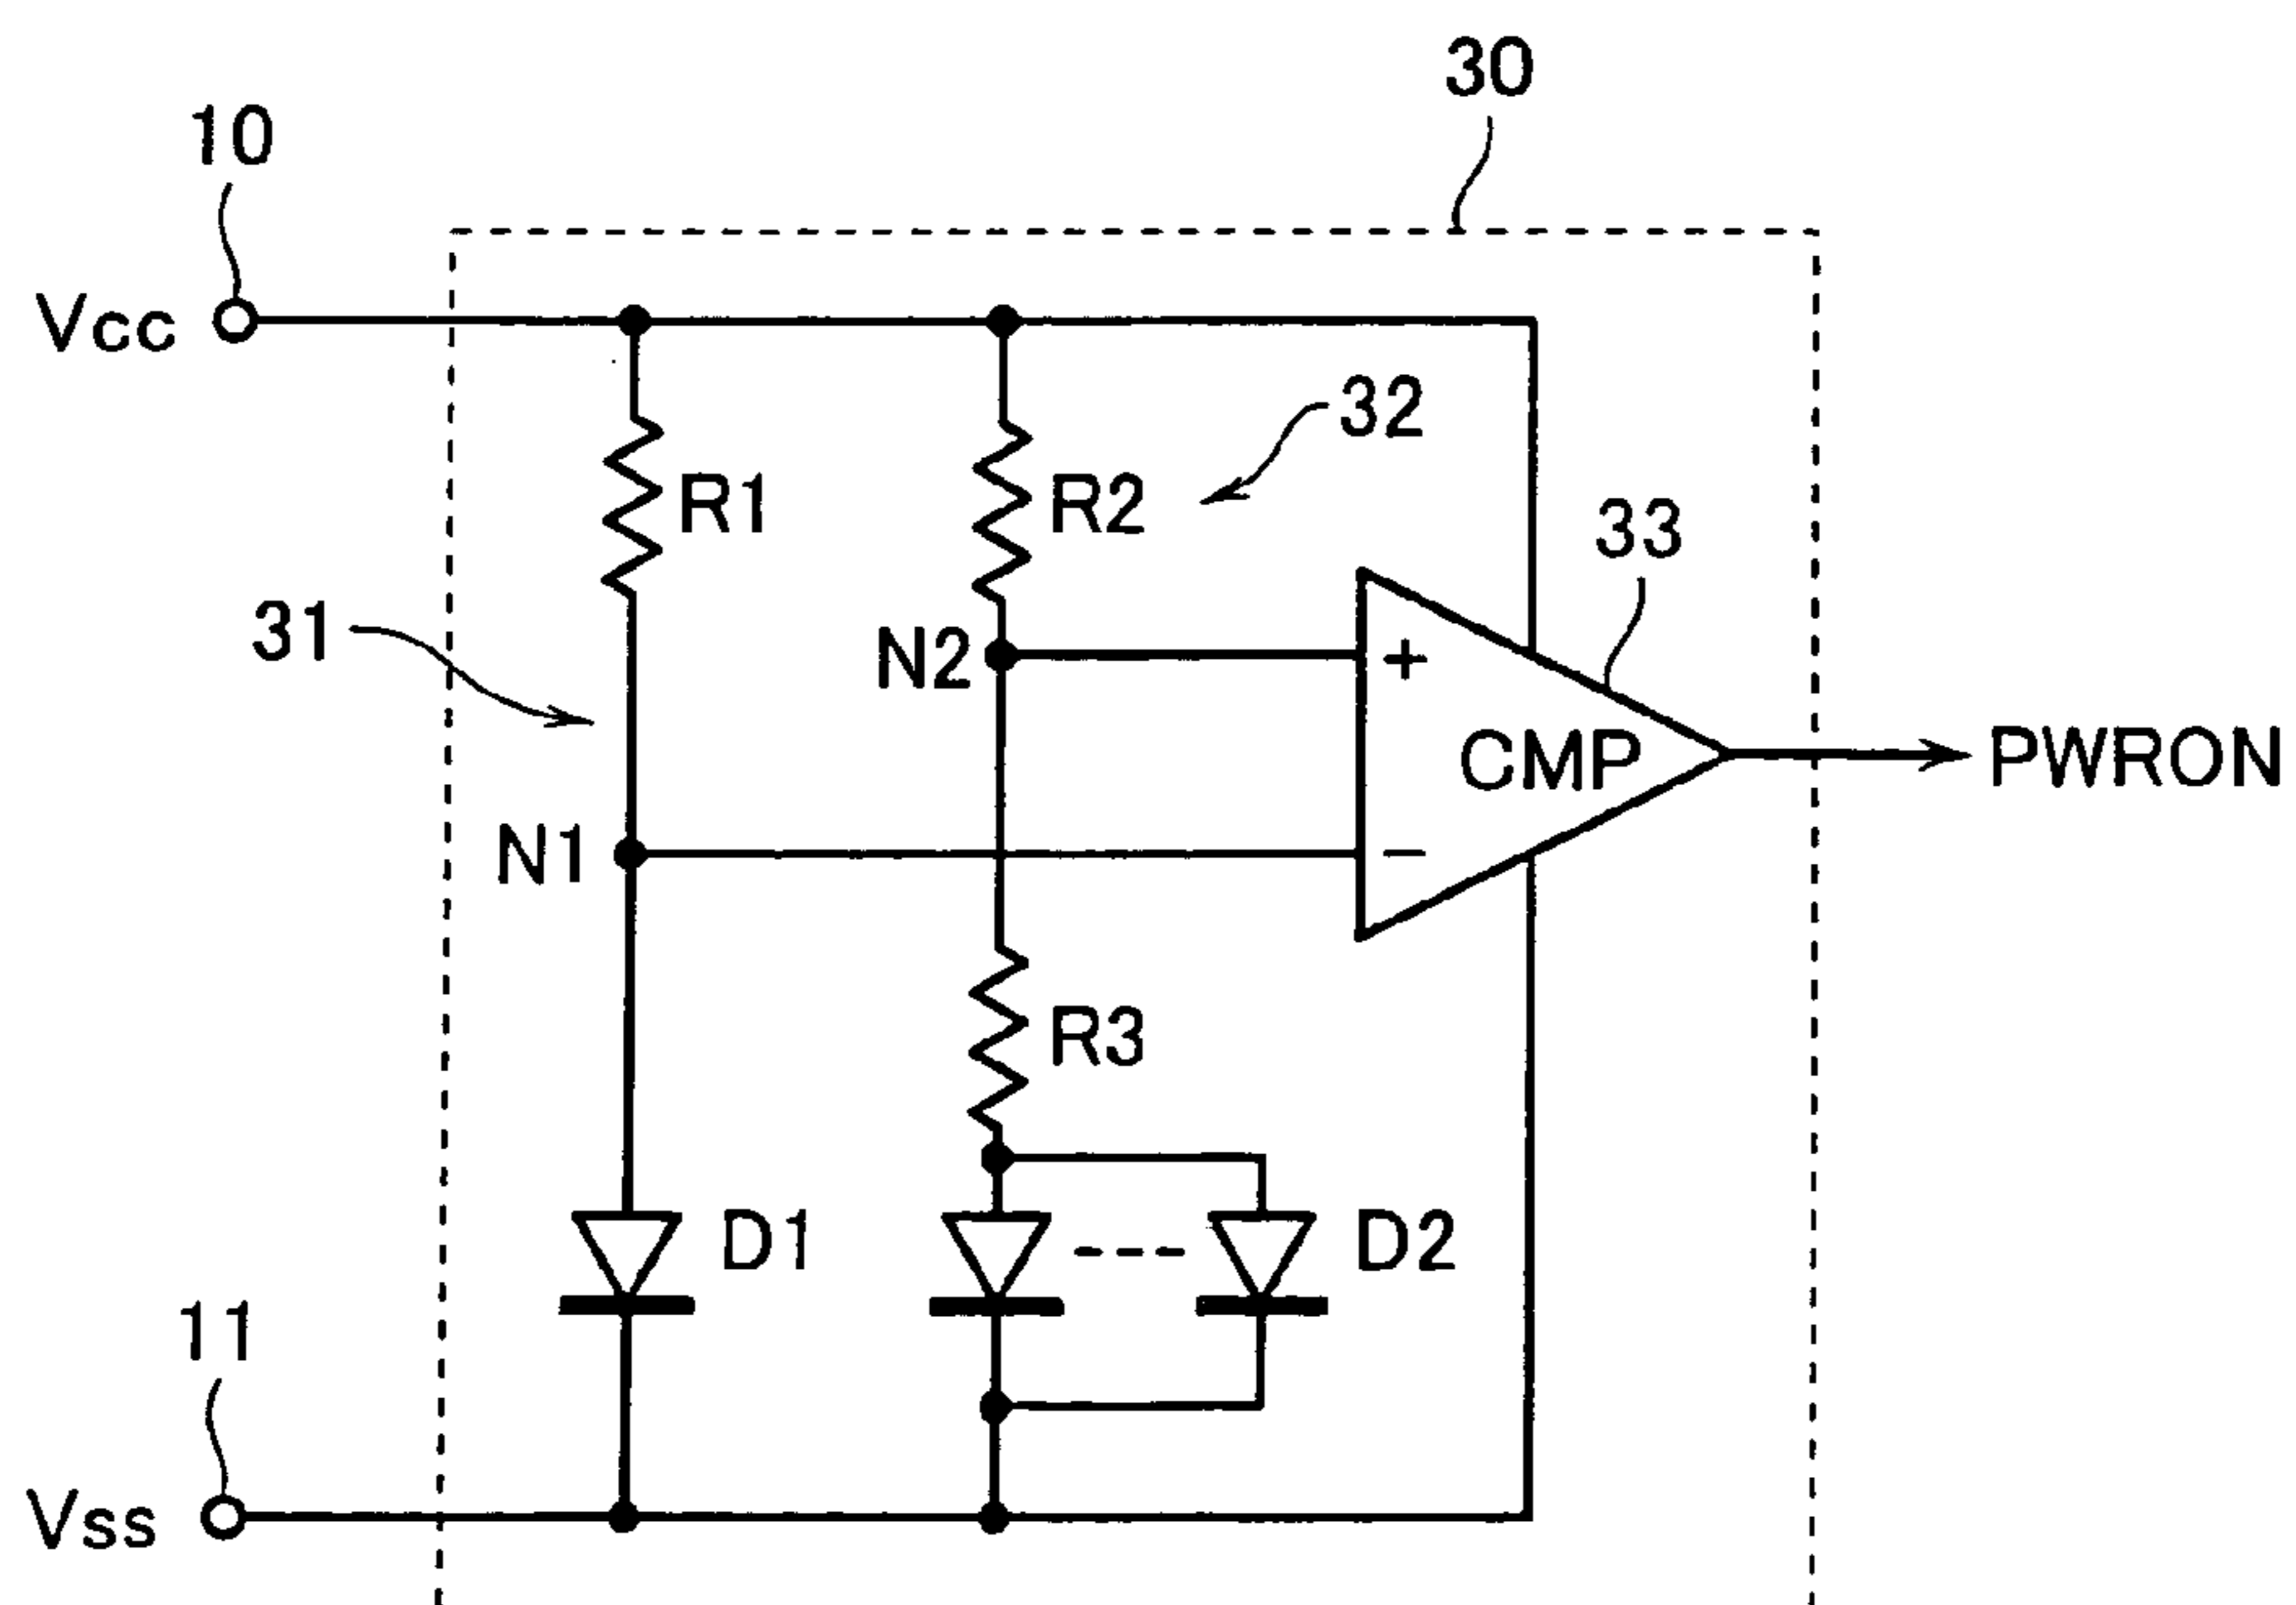 30
10
Vcc
32
R1
R2
33
31
N2
+
CMP
PWRON
N1
−
R3
D1
D2
11
Vss